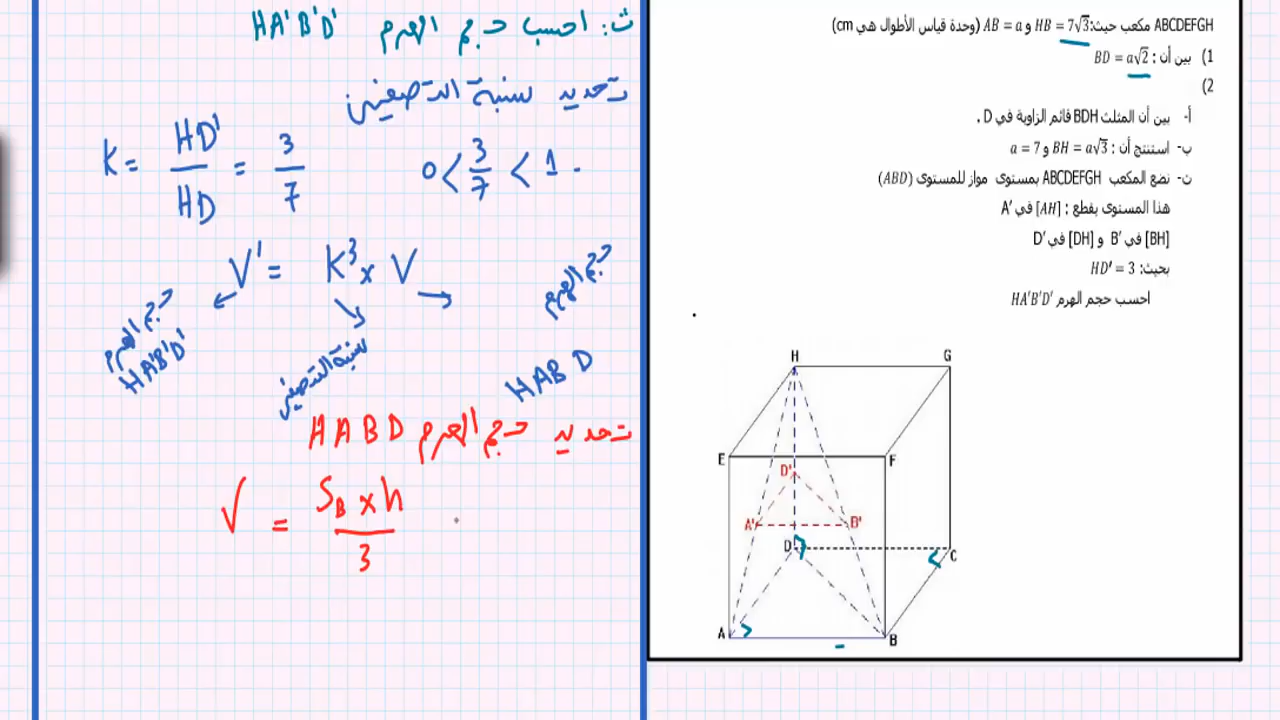 ث: احسب حجم الهرم HA'B'D'
تحديد نسبة التصغير
K = HD'/HD = 3/7    0 < 3/7 < 1.
V' = K³ x V
حجم الهرم HA'B'D'
نسبة التصغير
حجم الهرم HABD
تحديد حجم الهرم HABD
V = S_B x h / 3
ABCDEFGH مكعب حيث: HB = 7√3 و AB = a (وحدة قياس الأطوال هي cm)
1) بين أن : BD = a√2
2)
أ- بين أن المثلث BDH قائم الزاوية في D .
ب- استنتج أن : BH = a√3 و a = 7
ث- نضع المكعب ABCDEFGH بمستوى مواز للمستوى (ABD)
هذا المستوى يقطع : [AH] في A'
[BH] في B' و [DH] في D'
بحيث: HD' = 3
احسب حجم الهرم HA'B'D'
H G
E F
D'
A' B'
D C
A B